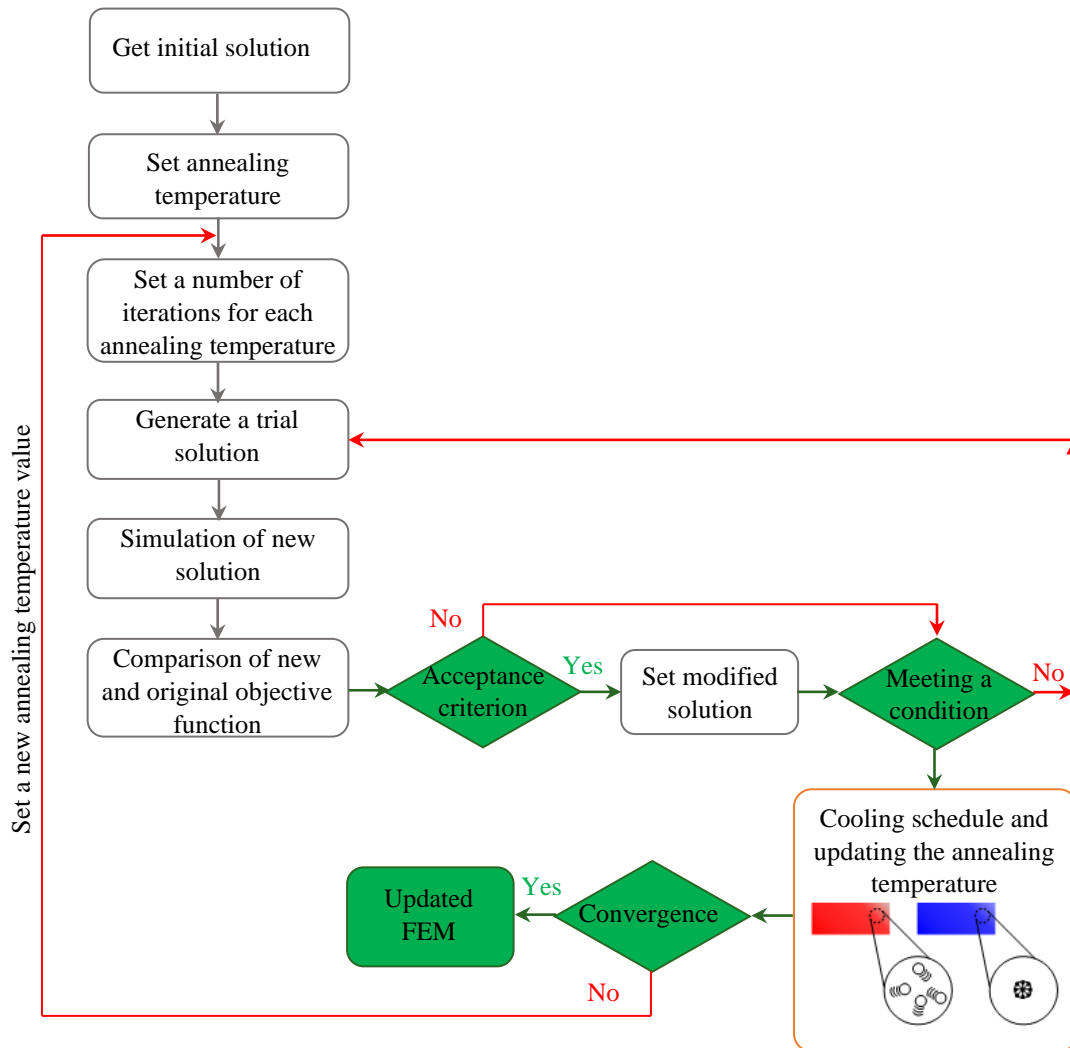 Get initial solution
Set annealing
temperature
Set a number of
iterations for each
annealing temperature
Generate a trial
solution
Simulation of new
solution
Comparison of new
and original objective
function
No
Acceptance
criterion
Yes
Set modified
solution
Meeting a
condition
No
Cooling schedule and
updating the annealing
temperature
Convergence
Yes
Updated
FEM
No
Set a new annealing temperature value